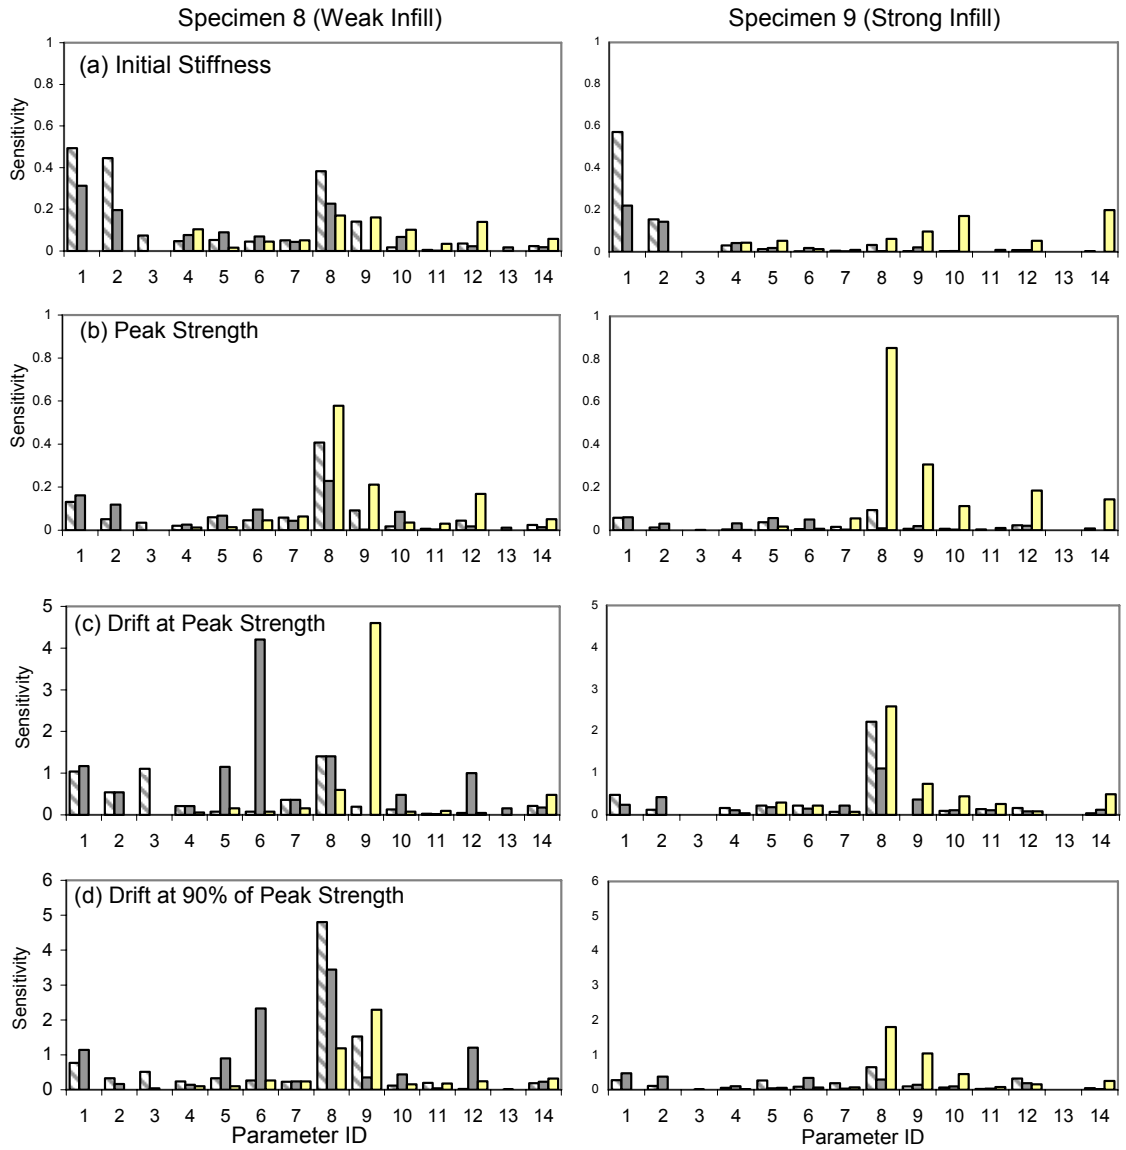 Specimen 8 (Weak Infill)
Specimen 9 (Strong Infill)
(a) Initial Stiffness
Sensitivity
1
0.8
0.6
0.4
0.2
0
1 2 3 4 5 6 7 8 9 10 11 12 13 14
1
0.8
0.6
0.4
0.2
0
1 2 3 4 5 6 7 8 9 10 11 12 13 14
(b) Peak Strength
Sensitivity
1
0.8
0.6
0.4
0.2
0
1 2 3 4 5 6 7 8 9 10 11 12 13 14
1
0.8
0.6
0.4
0.2
0
1 2 3 4 5 6 7 8 9 10 11 12 13 14
(c) Drift at Peak Strength
Sensitivity
5
4
3
2
1
0
1 2 3 4 5 6 7 8 9 10 11 12 13 14
5
4
3
2
1
0
1 2 3 4 5 6 7 8 9 10 11 12 13 14
(d) Drift at 90% of Peak Strength
Sensitivity
6
5
4
3
2
1
0
1 2 3 4 5 6 7 8 9 10 11 12 13 14
Parameter ID
6
5
4
3
2
1
0
1 2 3 4 5 6 7 8 9 10 11 12 13 14
Parameter ID